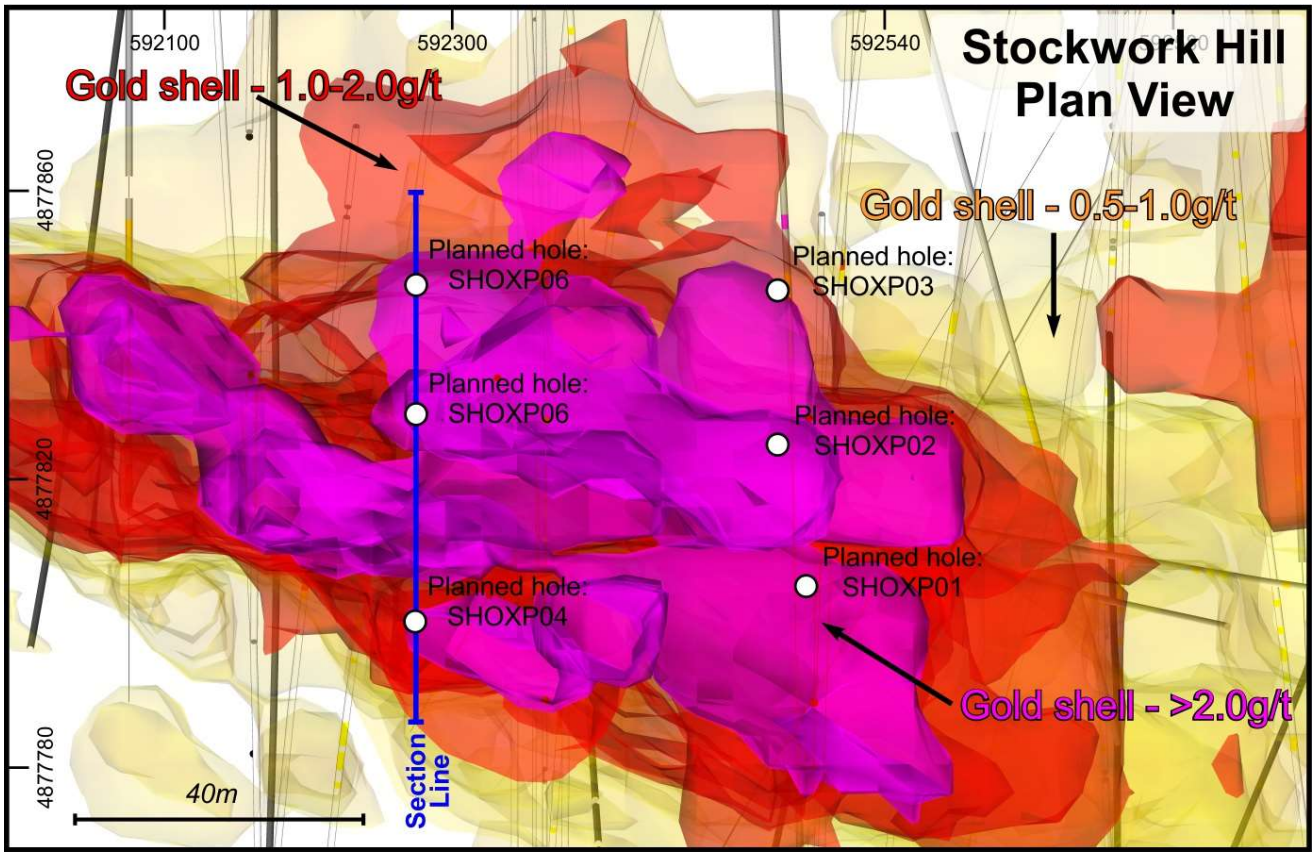 592100
592300
592540
Stockwork Hill
Plan View
Gold shell - 1.0-2.0g/t
4877860
Gold shell - 0.5-1.0g/t
Planned hole:
SHOXP06
Planned hole:
SHOXP03
Planned hole:
SHOXP06
Planned hole:
SHOXP02
4877820
Planned hole:
SHOXP01
Planned hole:
SHOXP04
Gold shell - >2.0g/t
4877780
Section
Line
40m